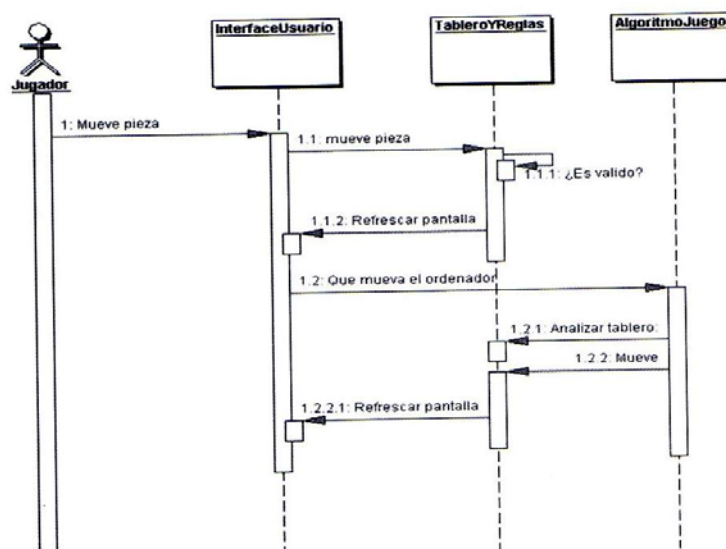 InterfaceUsuario
TableroYReglas
AlgoritmoJuego
Jugador
1: Mueve pieza
1.1: mueve pieza
1.1.1: ¿Es valido?
1.1.2: Refrescar pantalla
1.2: Que mueva el ordenador
1.2.1: Analizar tablero:
1.2.2: Mueve
1.2.2.1: Refrescar pantalla